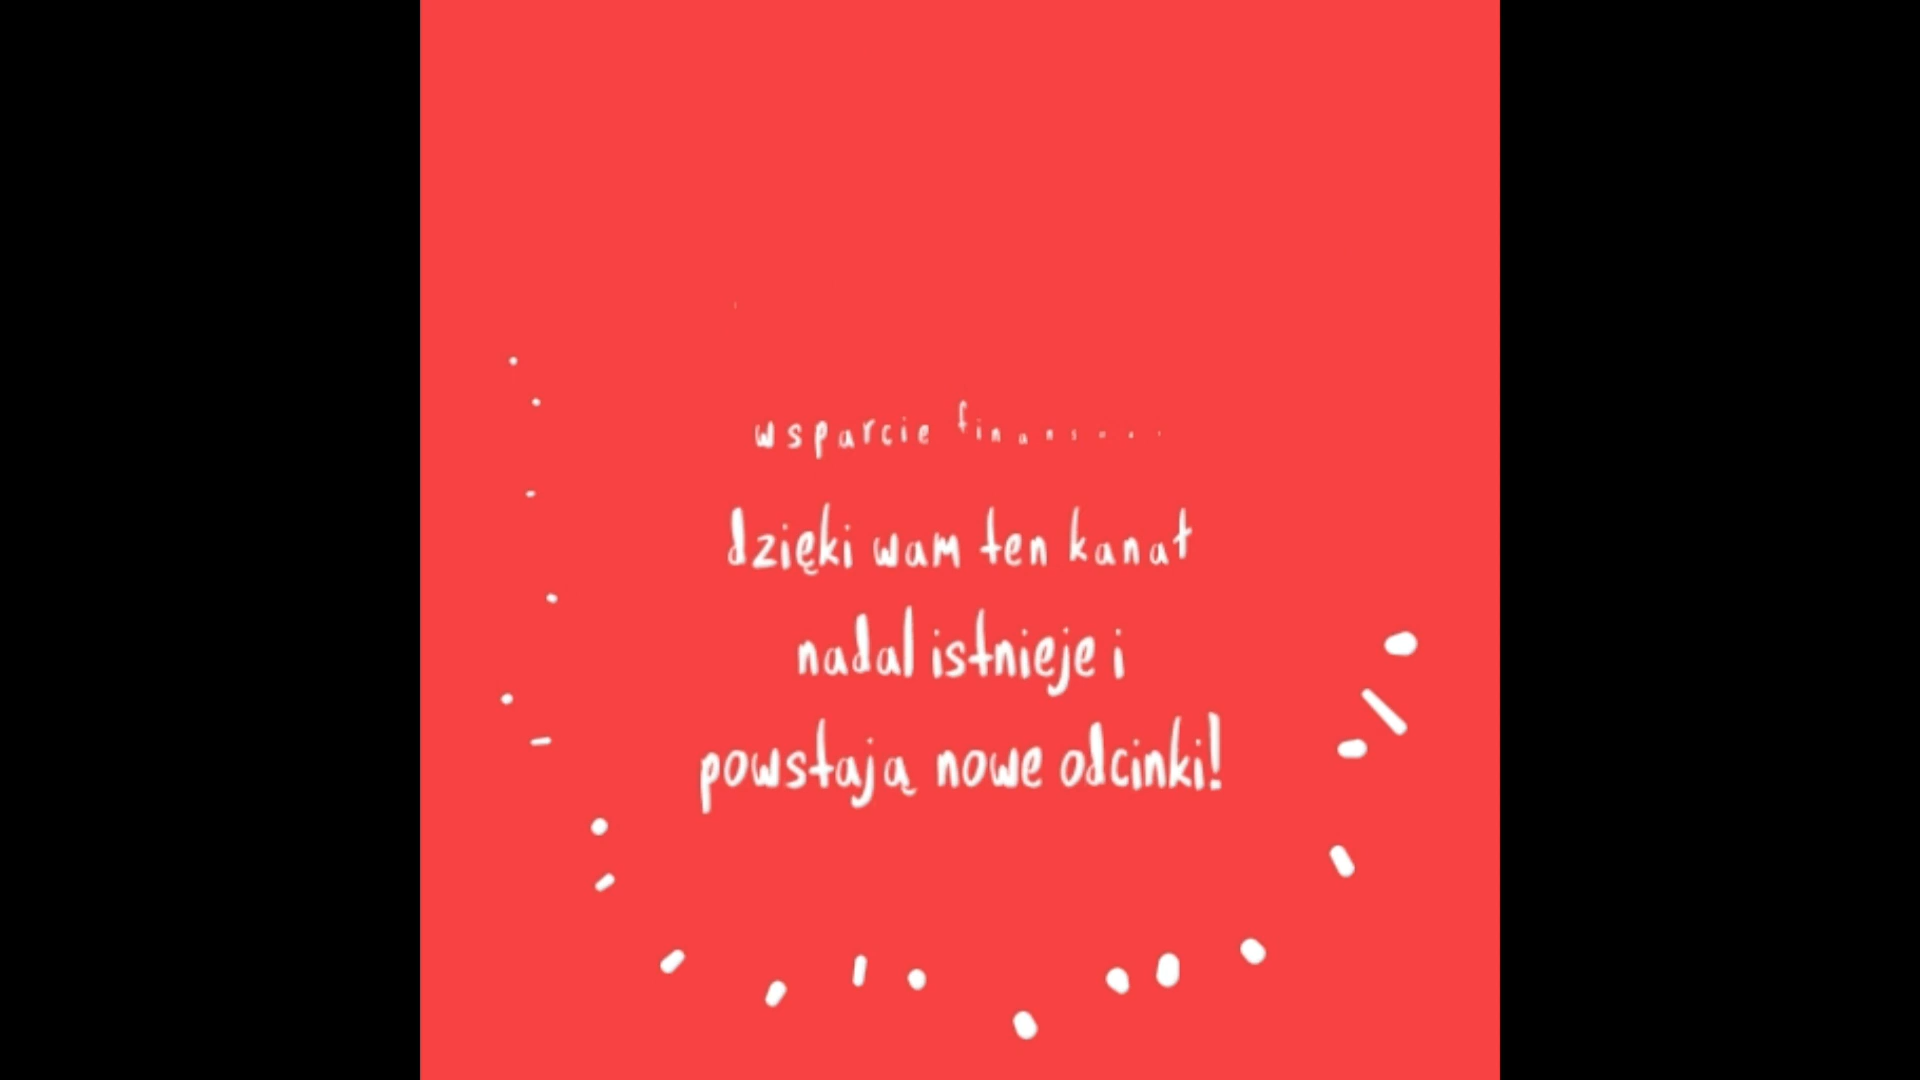 wsparcie
dzięki wam ten kanał
nadal istnieje i
powstają nowe odcinki!